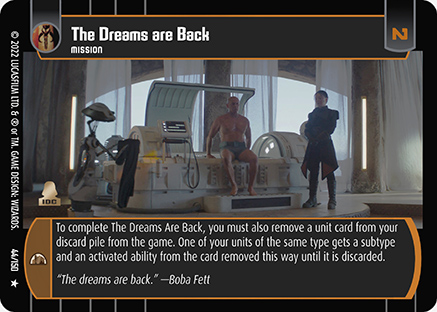 The Dreams are Back
MISSION
N
© 2022 LUCASFILM LTD. & ® OR TM. GAME DESIGN: WIZARDS.
IDC
44/150
To complete The Dreams Are Back, you must also remove a unit card from your
discard pile from the game. One of your units of the same type gets a subtype
and an activated ability from the card removed this way until it is discarded.
“The dreams are back.” —Boba Fett